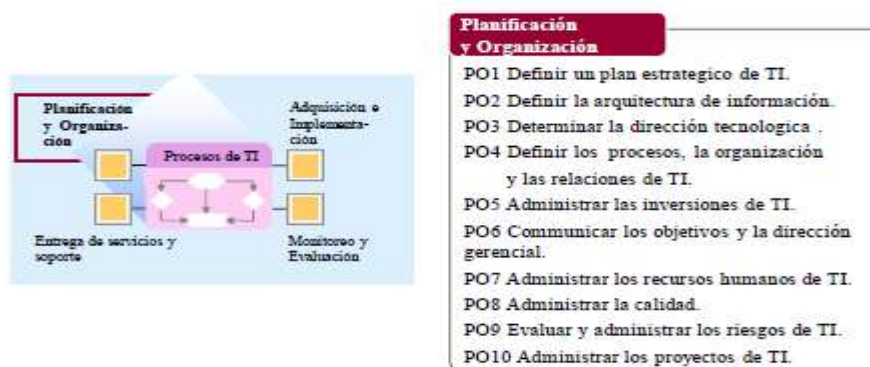 Planificación
y Organiza-
ción
Adquisición e
Implementa-
ción
Procesos de TI
Entrega de servicios y
soporte
Monitoreo y
Evaluación
Planificación
y Organización
PO1 Definir un plan estrategico de TI.
PO2 Definir la arquitectura de información.
PO3 Determinar la dirección tecnologica .
PO4 Definir los procesos, la organización
y las relaciones de TI.
PO5 Administrar las inversiones de TI.
PO6 Communicar los objetivos y la dirección
gerencial.
PO7 Administrar los recursos humanos de TI.
PO8 Administrar la calidad.
PO9 Evaluar y administrar los riesgos de TI.
PO10 Administrar los proyectos de TI.